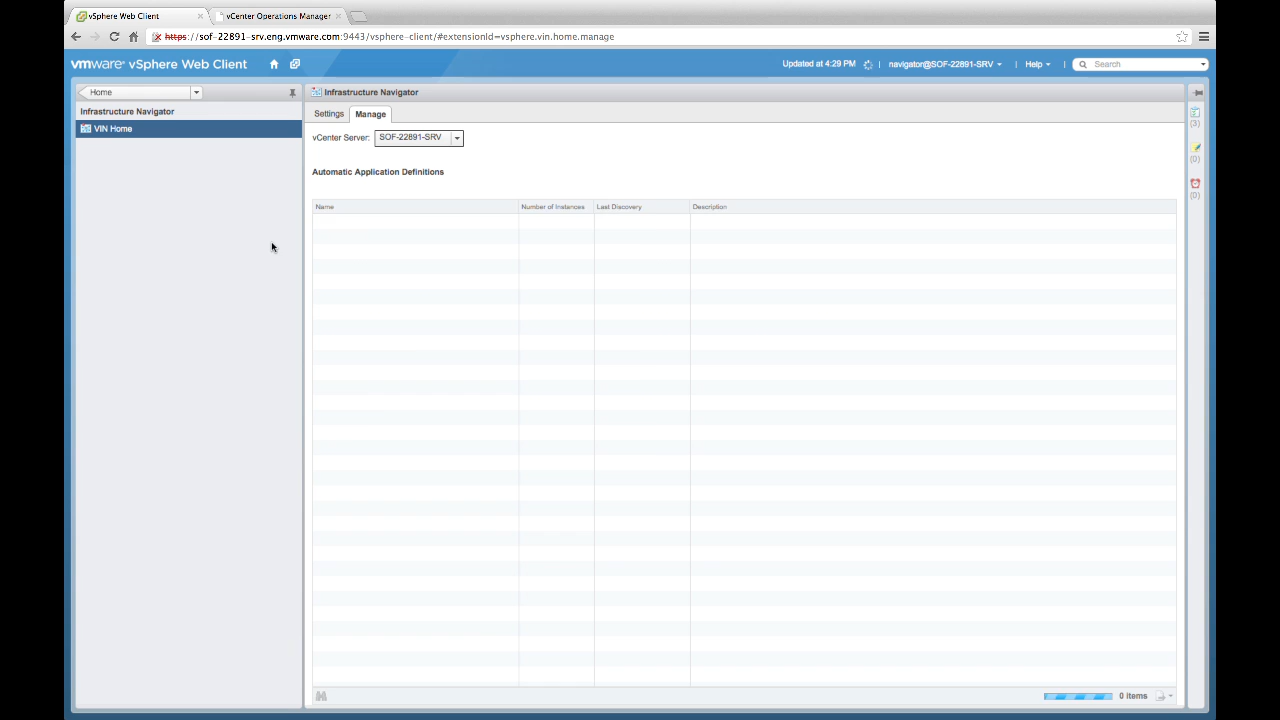 vSphere Web Client
vCenter Operations Manager
https://sof-22891-srv.eng.vmware.com:9443/vsphere-client/#extensionId=vsphere.vin.home.manage
vmware® vSphere Web Client
Updated at 4:29 PM
navigator@SOF-22891-SRV
Help
Search
Home
Infrastructure Navigator
VIN Home
Infrastructure Navigator
Settings
Manage
vCenter Server:
SOF-22891-SRV
Automatic Application Definitions
Name
Number of Instances
Last Discovery
Description
(3)
(0)
(0)
0 items